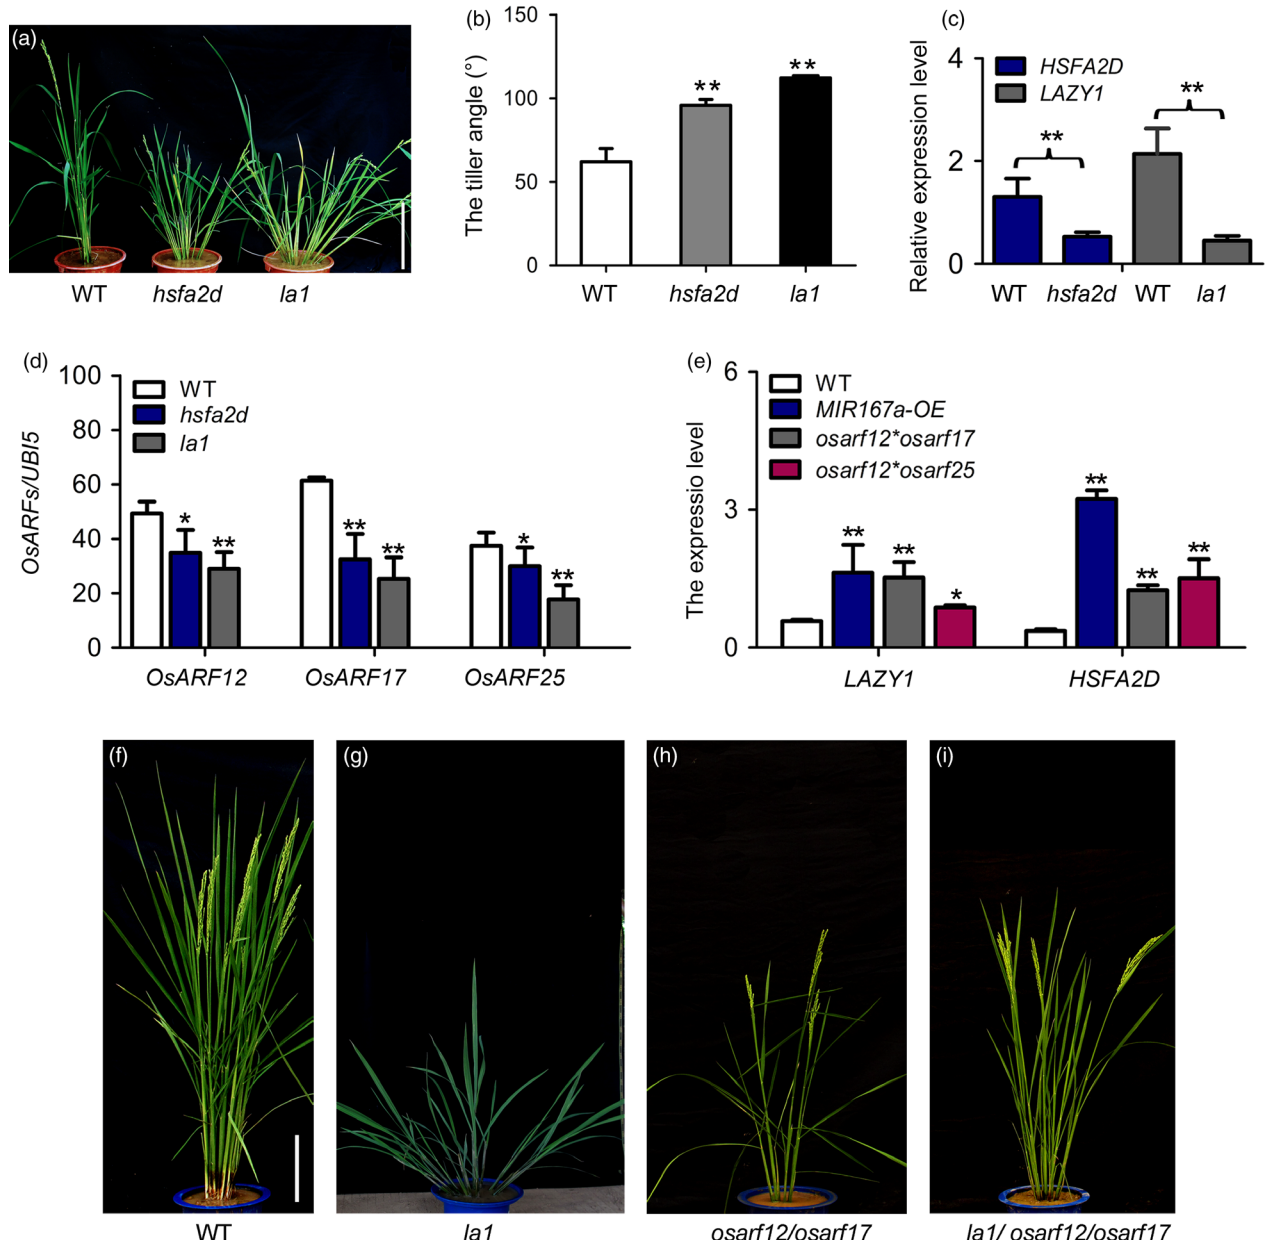 (a)
WT hsfa2d la1
(b)
The tiller angle (°)
150
100
50
0
** **
WT hsfa2d la1
(c)
Relative expression level
4
2
0
HSFA2D
LAZY1
** **
WT hsfa2d WT la1
(d)
OsARFs/UBI5
100
80
60
40
20
0
WT
hsfa2d
la1
* ** ** ** * **
OsARF12 OsARF17 OsARF25
(e)
The expressio level
6
3
0
WT
MIR167a-OE
osarf12*osarf17
osarf12*osarf25
** ** * ** ** **
LAZY1 HSFA2D
(f)
WT
(g)
la1
(h)
osarf12/osarf17
(i)
la1/ osarf12/osarf17